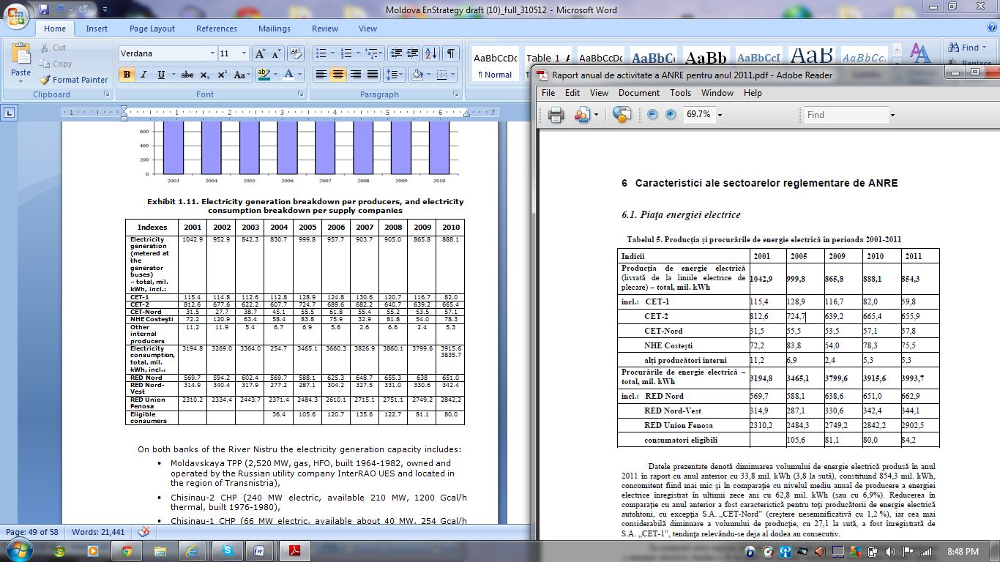 Moldova EnStrategy draft (10)_full_310512 - Microsoft Word
Home Insert Page Layout References Mailings Review View
Paste
Cut
Copy
Format Painter
Clipboard
Verdana 11
B I U abc x₂ x² Aa
Font
Paragraph
AaBbCcDc Table 1 AaBbCcDc AaBbC AaBb AaBbCcI AaB AaBbCcL
¶ Normal
Find
Replace
1 1 2 3 4 5 6 7
600
400
200
0
2003 2004 2005 2006 2007 2008 2009 2010
Exhibit 1.11. Electricity generation breakdown per producers, and electricity
consumption breakdown per supply companies
Indexes 2001 2002 2003 2004 2005 2006 2007 2008 2009 2010
Electricity generation (metered at the generator buses) – total, mil. kWh, incl.: 1042.9 952.9 842.3 830.7 999.8 957.7 903.7 905.0 865.8 888.1
CET-1 115.4 114.8 112.6 112.8 128.9 124.8 130.6 120.7 116.7 82.0
CET-2 812.6 677.6 622.2 607.7 724.7 689.6 682.2 640.7 639.2 665.4
CET-Nord 31.5 27.7 38.7 45.1 55.5 61.8 55.4 55.2 53.5 57.1
NHE Costeşti 72.2 120.9 63.4 58.4 83.8 75.9 32.9 81.8 54.0 78.3
Other internal producers 11.2 11.9 5.4 6.7 6.9 5.6 2.6 6.6 2.4 5.3
Electricity consumption, total, mil. kWh, incl.: 3194.8 3269.0 3364.0 254.7 3465.1 3660.3 3826.9 3860.1 3799.6 3915.6 3835.7
RED Nord 569.7 594.2 602.4 569.7 588.1 625.3 648.7 655.3 638 651.0
RED Nord-Vest 314.9 340.4 317.9 277.2 287.1 304.2 327.5 331.0 330.6 342.4
RED Union Fenosa 2310.2 2334.4 2443.7 2371.4 2484.3 2610.1 2715.1 2751.1 2749.2 2842,2
Eligible consumers 36.4 105.6 120.7 135.6 122.7 81.1 80.0
On both banks of the River Nistru the electricity generation capacity includes:
• Moldavskaya TPP (2,520 MW, gas, HFO, built 1964-1982, owned and
operated by the Russian utility company InterRAO UES and located in
the region of Transnistria),
• Chisinau-2 CHP (240 MW electric, available 210 MW, 1200 Gcal/h
thermal, built 1976-1980),
• Chisinau-1 CHP (66 MW electric, available about 40 MW, 254 Gcal/h
Page: 49 of 58 Words: 21,441
Raport anual de activitate a ANRE pentru anul 2011.pdf - Adobe Reader
File Edit View Document Tools Window Help
69.7% Find
6 Caracteristici ale sectoarelor reglementare de ANRE
6.1. Piaţa energiei electrice
Tabelul 5. Producţia şi procurările de energie electrică în perioada 2001-2011
Indicii 2001 2005 2009 2010 2011
Producţia de energie electrică (livrată de la liniile electrice de plecare) – total, mil. kWh 1042,9 999,8 865,8 888,1 854,3
incl.: CET-1 115,4 128,9 116,7 82,0 59,8
CET-2 812,6 724,7 639,2 665,4 655,9
CET-Nord 31,5 55,5 53,5 57,1 57,8
NHE Costeşti 72,2 83,8 54,0 78,3 75,5
alţi producători interni 11,2 6,9 2,4 5,3 5,3
Procurările de energie electrică – total, mil. kWh 3194,8 3465,1 3799,6 3915,6 3993,7
incl.: RED Nord 569,7 588,1 638,6 651,0 662,9
RED Nord-Vest 314,9 287,1 330,6 342,4 344,1
RED Union Fenosa 2310,2 2484,3 2749,2 2842,2 2902,5
consumatori eligibili 105,6 81,1 80,0 84,2
Datele prezentate denotă diminuarea volumului de energie electrică produsă în anul
2011 în raport cu anul anterior cu 33,8 mil. kWh (3,8 la sută), constituind 854,3 mil. kWh,
concomitent fiind mai mic şi în comparaţie cu nivelul mediu anual de producere a energiei
electrice înregistrat în ultimii zece ani cu 62,8 mil. kWh (sau cu 6,9%). Reducerea în
comparaţie cu anul anterior a fost caracteristică pentru toţi producătorii de energie electrică
autohtoni, cu excepţia S.A. „CET-Nord” (creştere nesemnificativă cu 1,2 %), iar cea mai
considerabilă diminuare a volumului de producţie, cu 27,1 la sută, a fost înregistrată de
S.A. „CET-1”, tendinţa relevându-se deja al doilea an consecutiv.
8:48 PM